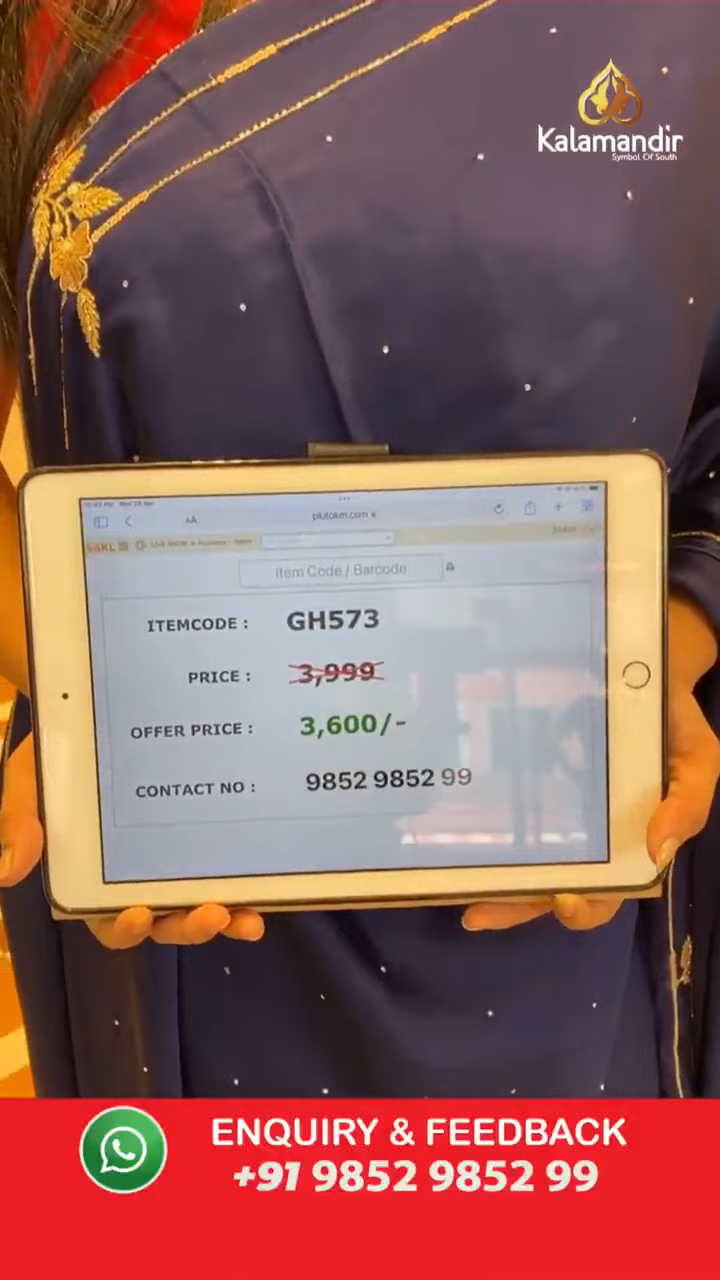 Kalamandir
Symbol Of South
plutokm.com
SSKL
Item Code / Barcode
ITEMCODE : GH573
PRICE : 3,999
OFFER PRICE : 3,600/-
CONTACT NO : 9852 9852 99
ENQUIRY & FEEDBACK
+91 9852 9852 99